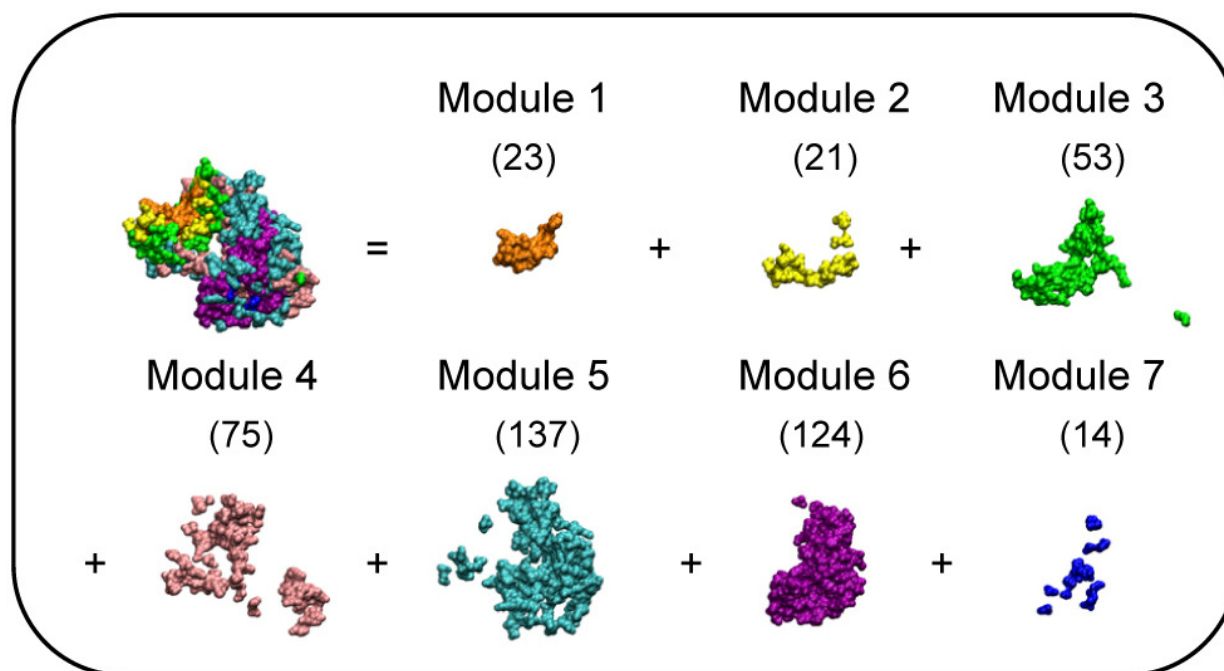 Module 1 Module 2 Module 3
(23) (21) (53)
= + +
Module 4 Module 5 Module 6 Module 7
(75) (137) (124) (14)
+ + + +